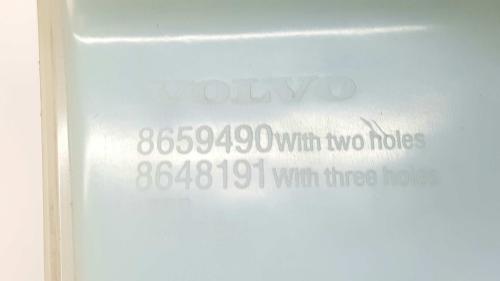 VOLVO
8659490 With two holes
8648191 With three holes